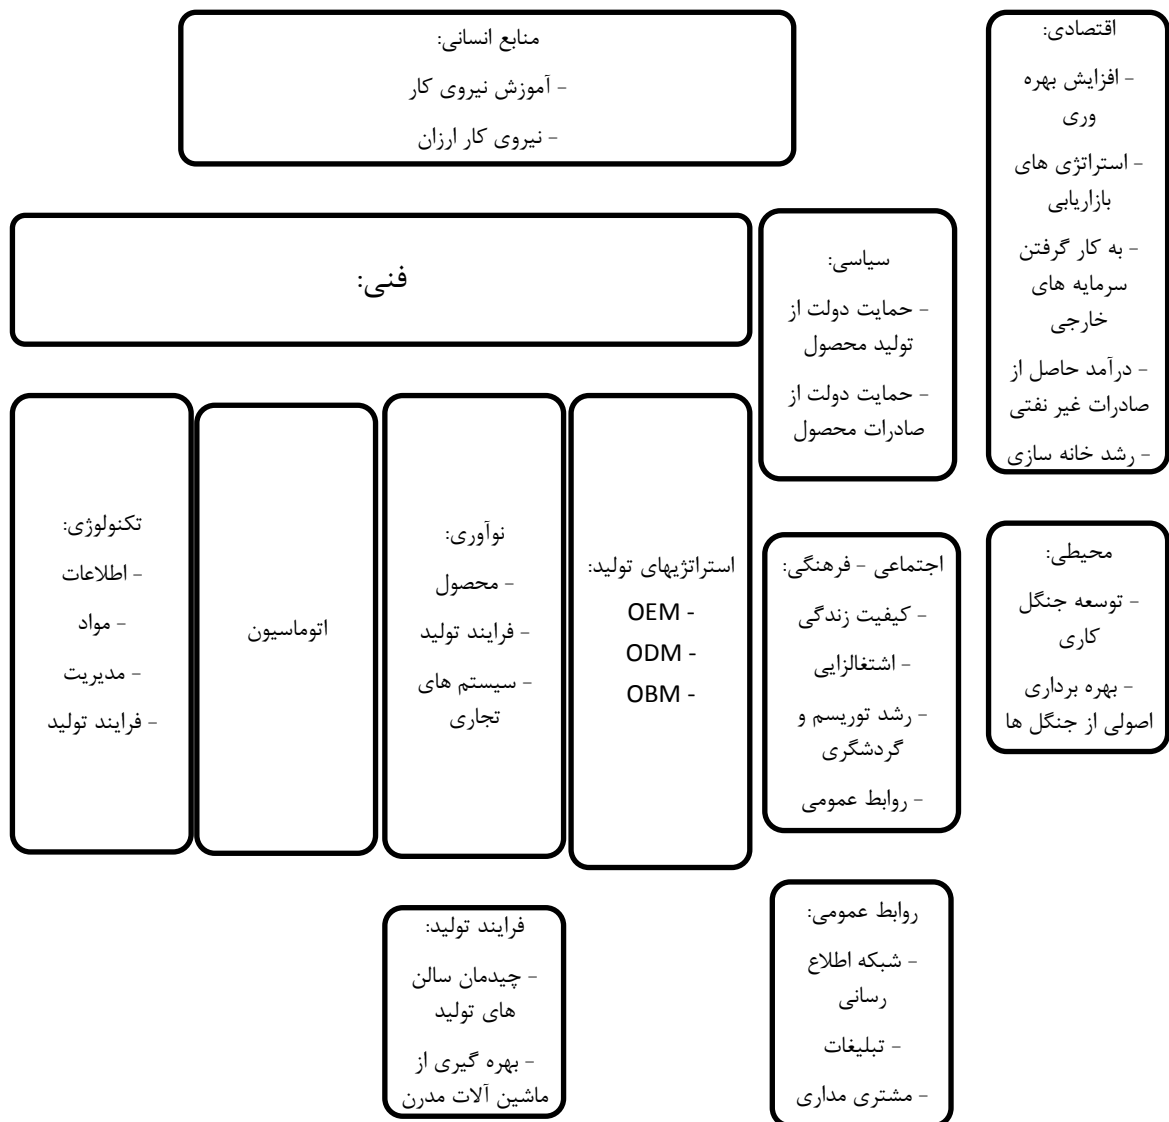 اقتصادی:
- افزایش بهره
وری
- استراتژی های
بازاریابی
- به کار گرفتن
سرمایه های
خارجی
- درآمد حاصل از
صادرات غیر نفتی
- رشد خانه سازی
منابع انسانی:
- آموزش نیروی کار
- نیروی کار ارزان
سیاسی:
- حمایت دولت از
تولید محصول
- حمایت دولت از
صادرات محصول
فنی:
محیطی:
- توسعه جنگل
کاری
- بهره برداری
اصولی از جنگل ها
اجتماعی - فرهنگی:
- کیفیت زندگی
- اشتغالزایی
- رشد توریسم و
گردشگری
- روابط عمومی
استراتژیهای تولید:
- OEM
- ODM
- OBM
نوآوری:
- محصول
- فرایند تولید
- سیستم های
تجاری
اتوماسیون
تکنولوژی:
- اطلاعات
- مواد
- مدیریت
- فرایند تولید
روابط عمومی:
- شبکه اطلاع
رسانی
- تبلیغات
- مشتری مداری
فرایند تولید:
- چیدمان سالن
های تولید
- بهره گیری از
ماشین آلات مدرن